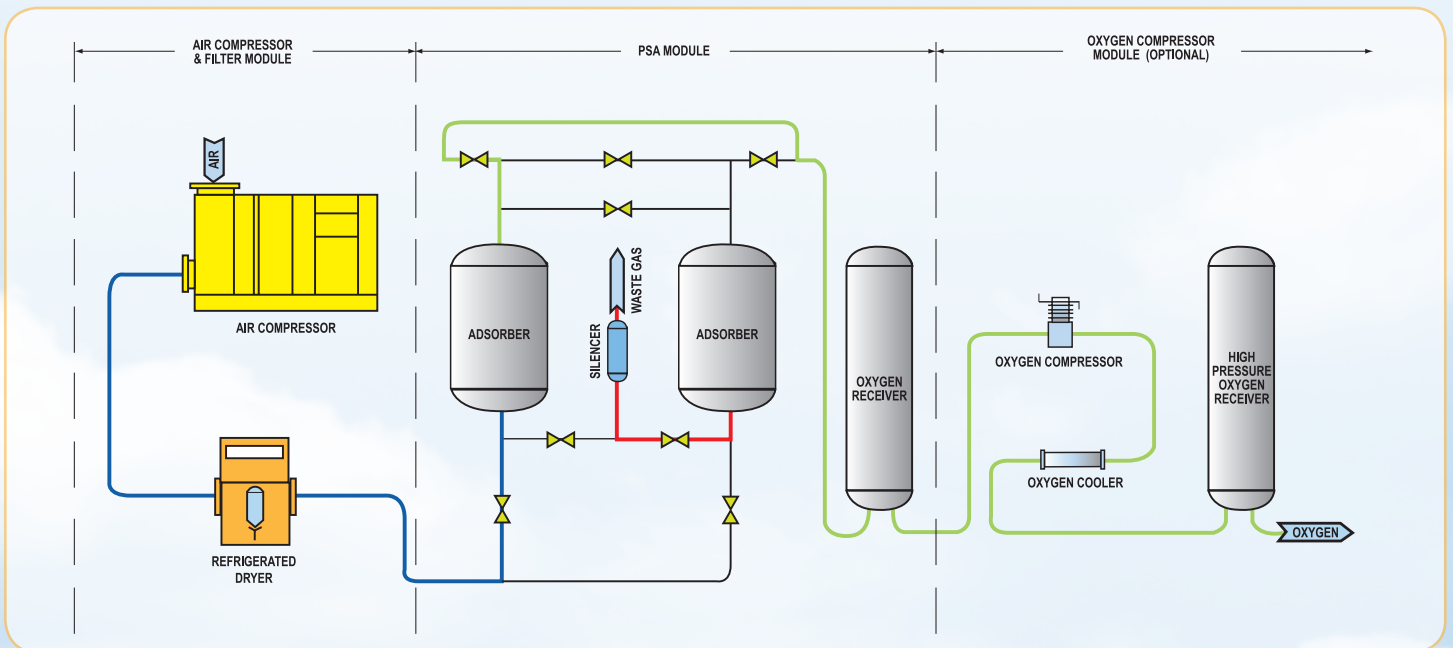 AIR COMPRESSOR
& FILTER MODULE
PSA MODULE
OXYGEN COMPRESSOR
MODULE (OPTIONAL)
AIR
AIR COMPRESSOR
REFRIGERATED
DRYER
ADSORBER
SILENCER
WASTE GAS
ADSORBER
OXYGEN
RECEIVER
OXYGEN COMPRESSOR
OXYGEN COOLER
HIGH
PRESSURE
OXYGEN
RECEIVER
OXYGEN